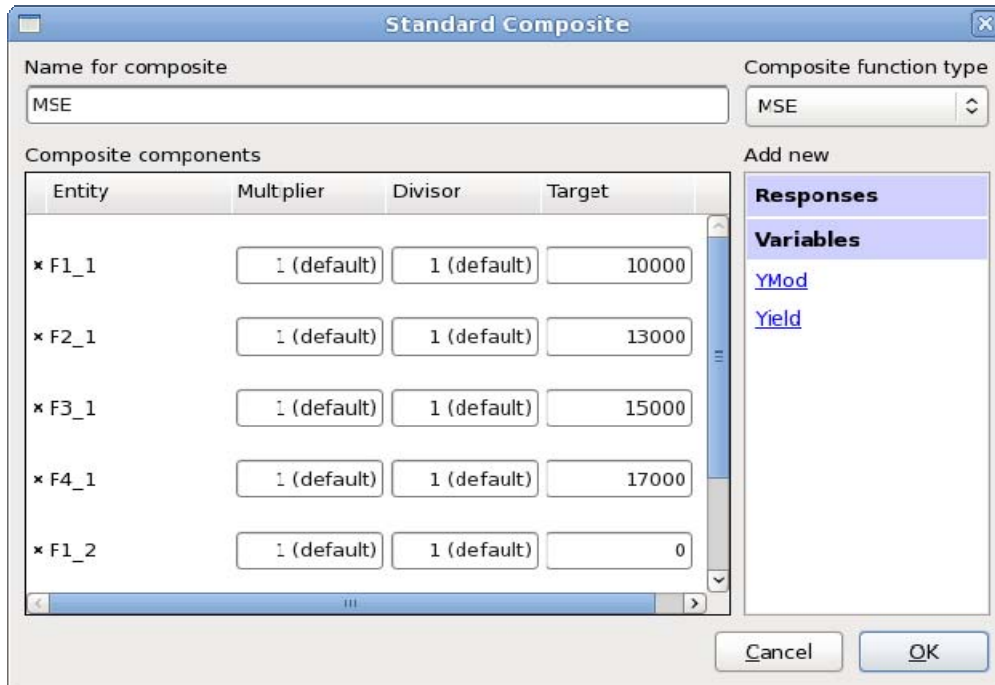 Standard Composite
Name for composite
Composite function type
MSE
MSE
Composite components
Add new
Entity Multiplier Divisor Target
Responses
Variables
YMod
Yield
× F1_1 1 (default) 1 (default) 10000
× F2_1 1 (default) 1 (default) 13000
× F3_1 1 (default) 1 (default) 15000
× F4_1 1 (default) 1 (default) 17000
× F1_2 1 (default) 1 (default) 0
Cancel OK